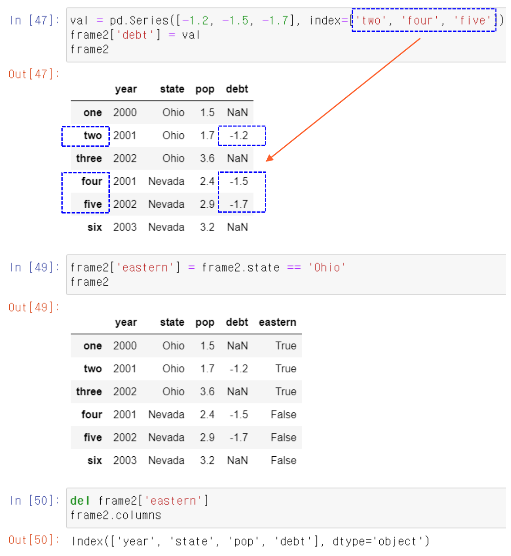 In [47]: val = pd.Series([-1.2, -1.5, -1.7], index=['two', 'four', 'five'])
frame2['debt'] = val
frame2
Out[47]:
year state pop debt
one 2000 Ohio 1.5 NaN
two 2001 Ohio 1.7 -1.2
three 2002 Ohio 3.6 NaN
four 2001 Nevada 2.4 -1.5
five 2002 Nevada 2.9 -1.7
six 2003 Nevada 3.2 NaN
In [49]: frame2['eastern'] = frame2.state == 'Ohio'
frame2
Out[49]:
year state pop debt eastern
one 2000 Ohio 1.5 NaN True
two 2001 Ohio 1.7 -1.2 True
three 2002 Ohio 3.6 NaN True
four 2001 Nevada 2.4 -1.5 False
five 2002 Nevada 2.9 -1.7 False
six 2003 Nevada 3.2 NaN False
In [50]: del frame2['eastern']
frame2.columns
Out[50]: Index(['year', 'state', 'pop', 'debt'], dtype='object')